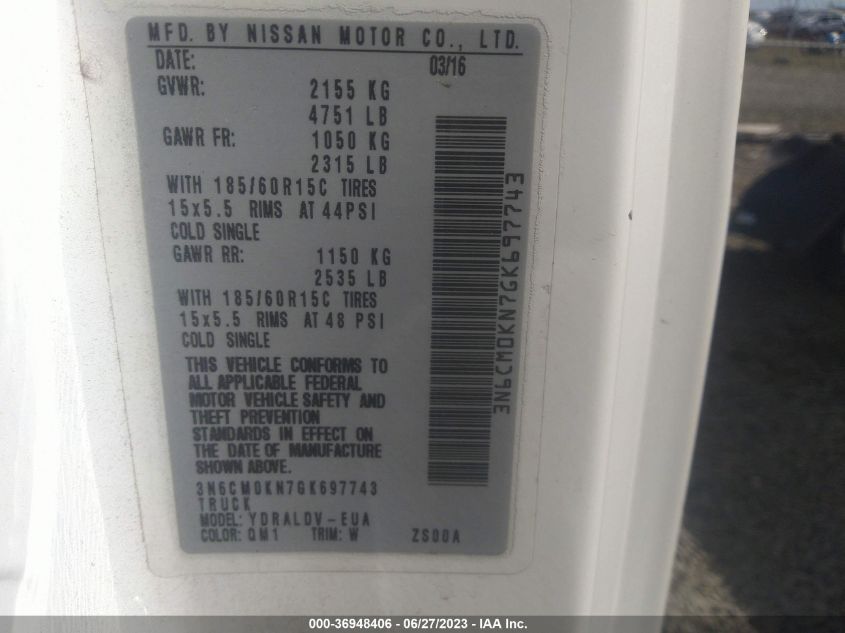 MFD. BY NISSAN MOTOR CO., LTD.
DATE: 03/16
GVWR: 2155 KG
4751 LB
GAWR FR: 1050 KG
2315 LB
WITH 185/60R15C TIRES
15x5.5 RIMS AT 44PSI
COLD SINGLE
GAWR RR: 1150 KG
2535 LB
WITH 185/60R15C TIRES
15x5.5 RIMS AT 48 PSI
COLD SINGLE
THIS VEHICLE CONFORMS TO
ALL APPLICABLE FEDERAL
MOTOR VEHICLE SAFETY AND
THEFT PREVENTION
STANDARDS IN EFFECT ON
THE DATE OF MANUFACTURE
SHOWN ABOVE.
3N6CM0KN7GK697743
TRUCK
MODEL: YDRALDV-EUA
COLOR: QM1 TRIM: W ZS00A
3N6CM0KN7GK697743
000-36948406 - 06/27/2023 - IAA Inc.